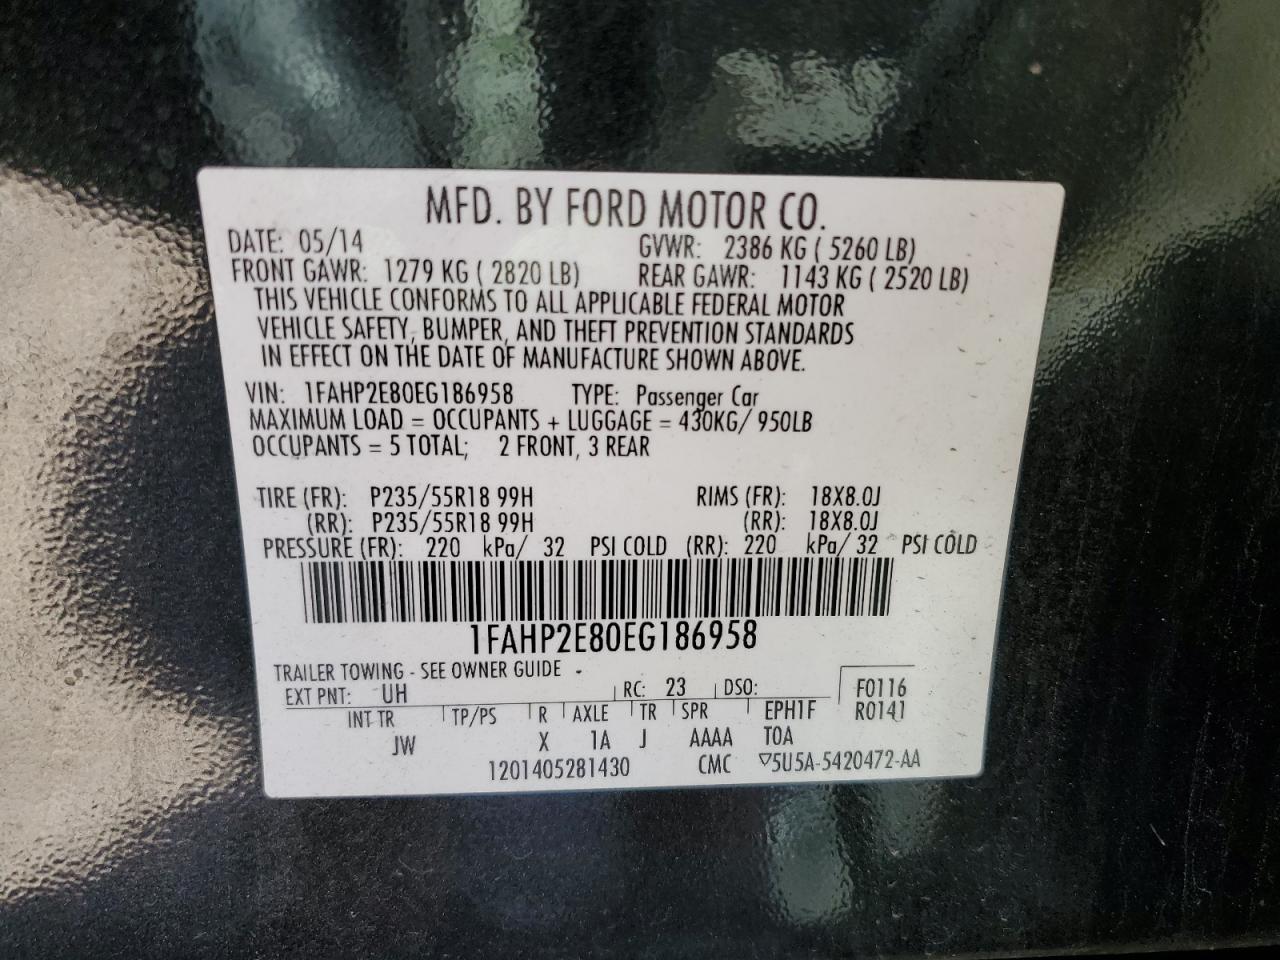 MFD. BY FORD MOTOR CO.
DATE: 05/14 GVWR: 2386 KG ( 5260 LB)
FRONT GAWR: 1279 KG ( 2820 LB) REAR GAWR: 1143 KG ( 2520 LB)
THIS VEHICLE CONFORMS TO ALL APPLICABLE FEDERAL MOTOR
VEHICLE SAFETY, BUMPER, AND THEFT PREVENTION STANDARDS
IN EFFECT ON THE DATE OF MANUFACTURE SHOWN ABOVE.
VIN: 1FAHP2E80EG186958 TYPE: Passenger Car
MAXIMUM LOAD = OCCUPANTS + LUGGAGE = 430KG/ 950LB
OCCUPANTS = 5 TOTAL; 2 FRONT, 3 REAR
TIRE (FR): P235/55R18 99H RIMS (FR): 18X8.0J
(RR): P235/55R18 99H (RR): 18X8.0J
PRESSURE (FR): 220 kPa/ 32 PSI COLD (RR): 220 kPa/ 32 PSI COLD
1FAHP2E80EG186958
TRAILER TOWING - SEE OWNER GUIDE -
EXT PNT: UH RC: 23 DSO: F0116
INT TR TP/PS R AXLE TR SPR EPH1F R0141
JW X 1A J AAAA TOA
1201405281430 CMC ▽5U5A-5420472-AA